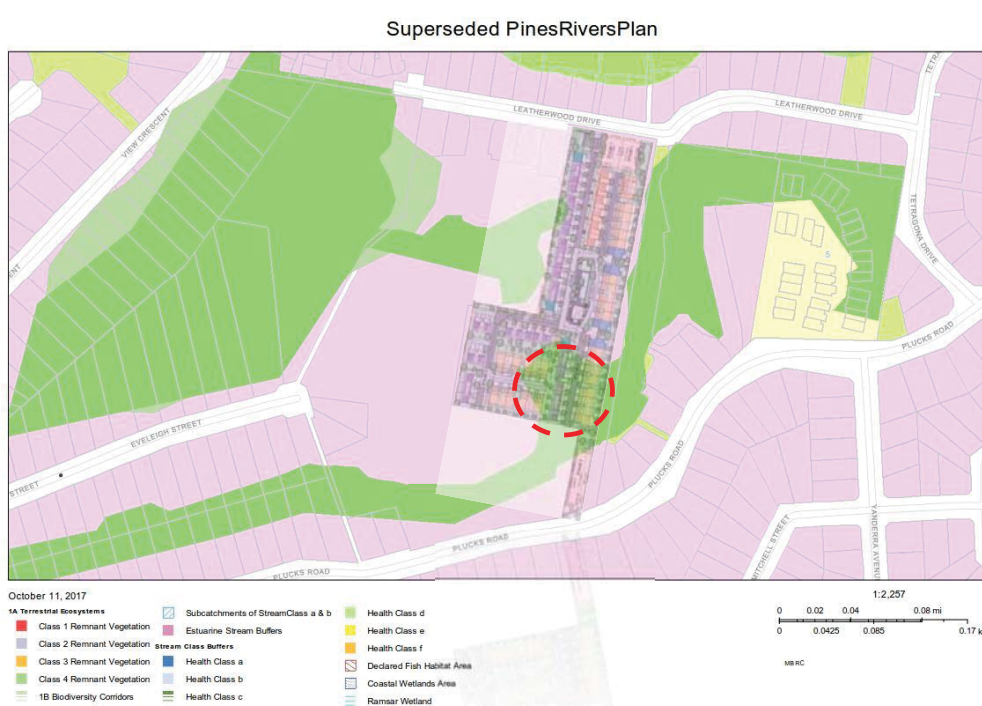 Superseded PinesRiversPlan
VIEW CRESCENT
LEATHERWOOD DRIVE
LEATHERWOOD DRIVE
TETRA
TETRAGONA DRIVE
5
PLUCKS ROAD
PLUCKS ROAD
ENT
EVELEIGH STREET
STREET
PLUCKS ROAD
PLUCKS ROAD
MITCHELL STREET
YANDERRA AVENU
October 11, 2017
1A Terrestrial Ecosystems
Class 1 Remnant Vegetation
Class 2 Remnant Vegetation
Class 3 Remnant Vegetation
Class 4 Remnant Vegetation
1B Biodiversity Corridors
Subcatchments of StreamClass a & b
Estuarine Stream Buffers
Stream Class Buffers
Health Class a
Health Class b
Health Class c
Health Class d
Health Class e
Health Class f
Declared Fish Habitat Area
Coastal Wetlands Area
Ramsar Wetland
1:2,257
0 0.02 0.04 0.08 mi
0 0.0425 0.085 0.17 k
MBRC